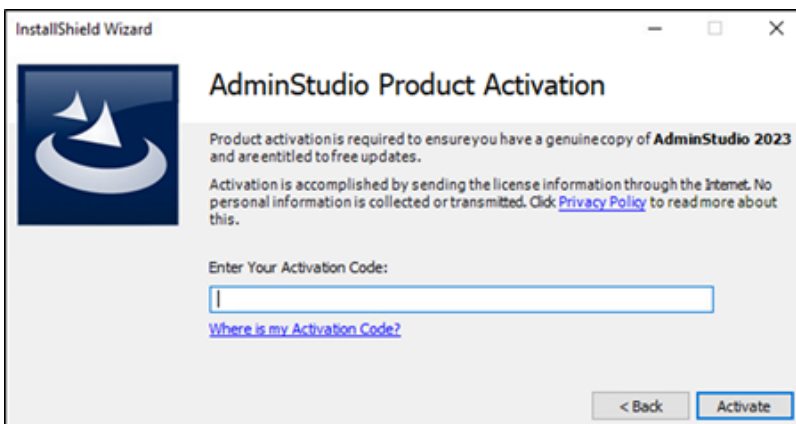 InstallShield Wizard
AdminStudio Product Activation
Product activation is required to ensure you have a genuine copy of AdminStudio 2023
and are entitled to free updates.
Activation is accomplished by sending the license information through the Internet. No
personal information is collected or transmitted. Click Privacy Policy to read more about
this.
Enter Your Activation Code:
Where is my Activation Code?
< Back
Activate